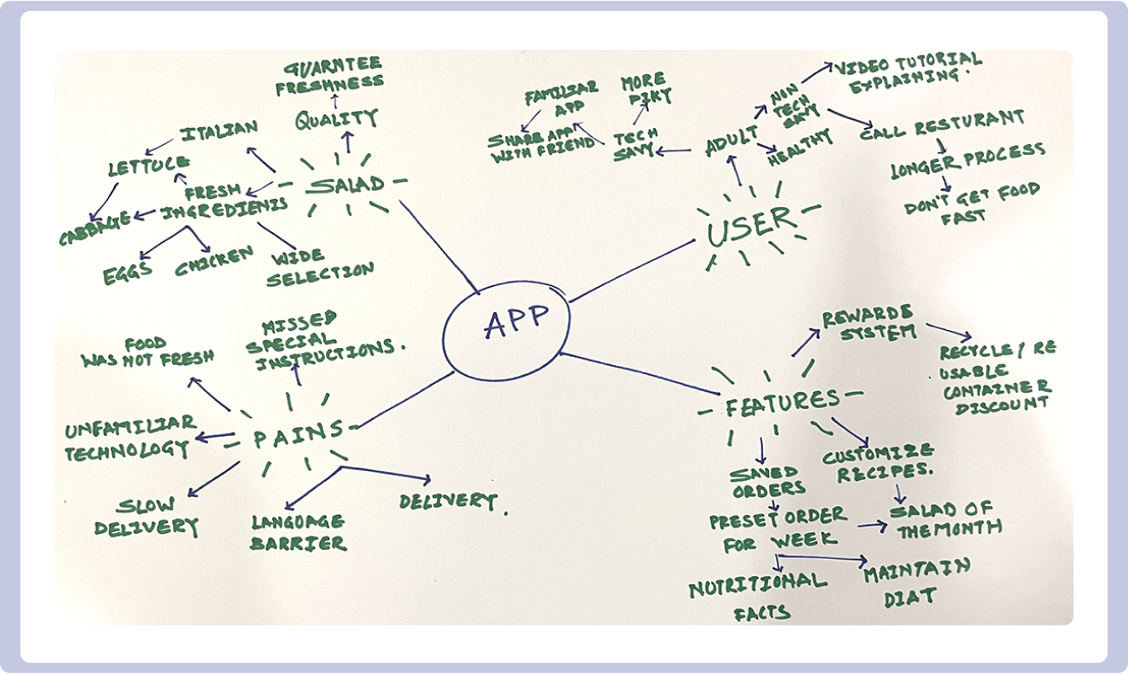 GUARNTEE
FRESHNESS
QUALITY
ITALIAN
LETTUCE
SALAD
FRESH
INGREDIENTS
CABBAGE
EGGS
CHICKEN
WIDE
SELECTION
FAMILIAR
APP
MORE
PIKY
SHARE APP
WITH FRIEND
TECH
SAVY
ADULT
NON
TECH
SAVY
HEALTHY
VIDEO TUTORIAL
EXPLAINING.
CALL RESTURANT
LONGER PROCESS
DON'T GET FOOD
FAST
USER
APP
FOOD
WAS NOT FRESH
MISSED
SPECIAL
INSTRUCTIONS.
UNFAMILIAR
TECHNOLOGY
PAINS
SLOW
DELIVERY
LANGUAGE
BARRIER
DELIVERY.
REWARDS
SYSTEM
RECYCLE/RE
USABLE
CONTAINER
DISCOUNT
FEATURES
CUSTOMIZE
RECIPES.
SAVED
ORDERS
PRESET ORDER
FOR WEEK
SALAD OF
THE MONTH
NUTRITIONAL
FACTS
MAINTAIN
DIAT